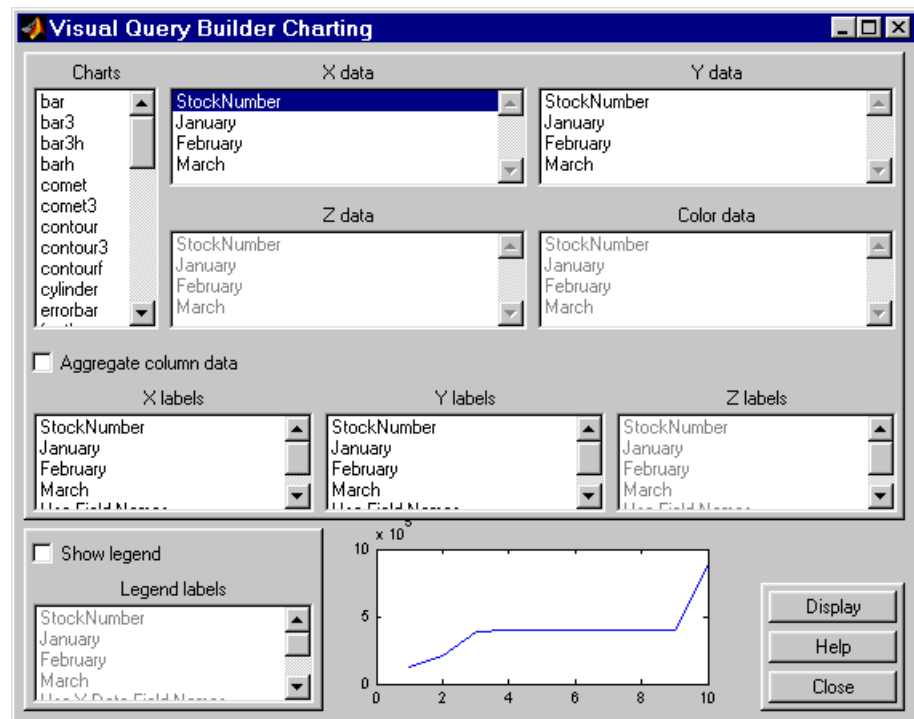 Visual Query Builder Charting
Charts
bar
bar3
bar3h
barh
comet
comet3
contour
contour3
contourf
cylinder
errorbar
X data
StockNumber
January
February
March
Y data
StockNumber
January
February
March
Z data
StockNumber
January
February
March
Color data
StockNumber
January
February
March
Aggregate column data
X labels
StockNumber
January
February
March
Y labels
StockNumber
January
February
March
Z labels
StockNumber
January
February
March
Show legend
Legend labels
StockNumber
January
February
March
x 10^5
10
5
0
0 2 4 6 8 10
Display
Help
Close